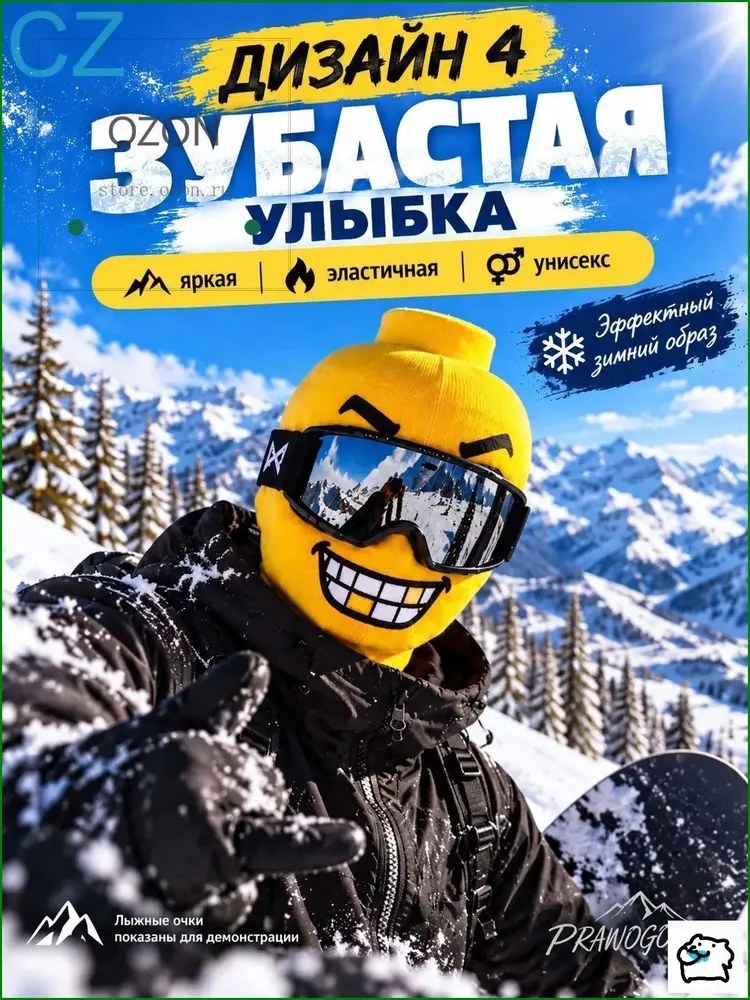 CZ
ДИЗАЙН 4
OZON
ЗУБАСТАЯ
store.ozon.ru
УЛЫБКА
яркая | эластичная | унисекс
Эффектный
зимний образ
Лыжные очки
показаны для демонстрации